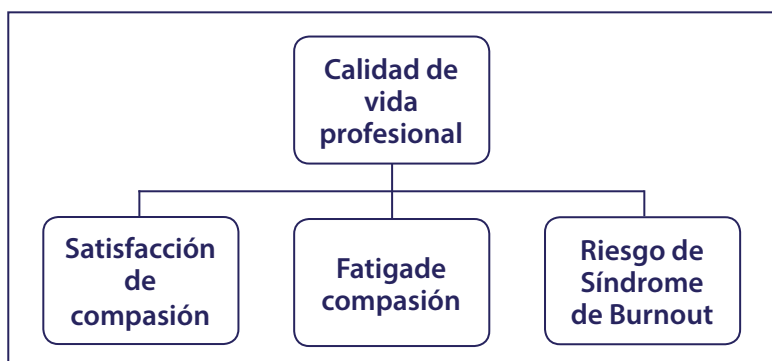 Calidad de
vida
profesional
Satisfacción
de
compasión
Fatigade
compasión
Riesgo de
Síndrome
de Burnout